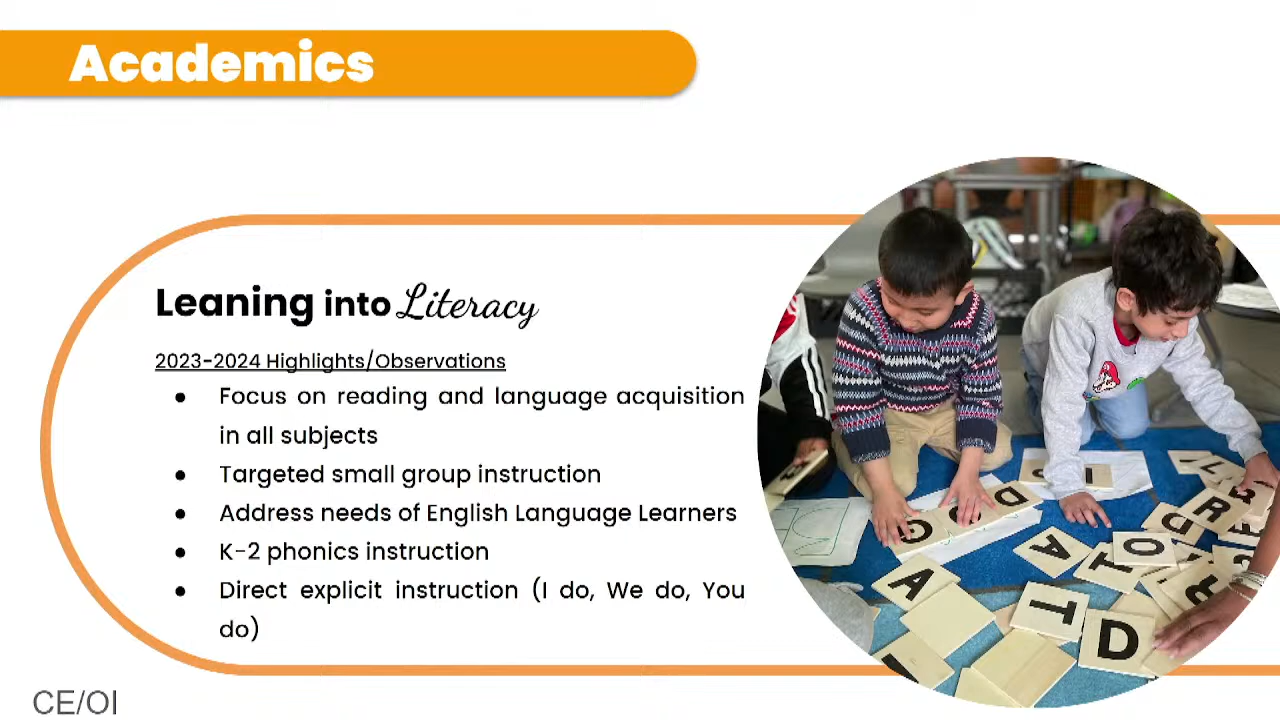 Academics
Leaning into Literacy
2023-2024 Highlights/Observations
● Focus on reading and language acquisition
in all subjects
● Targeted small group instruction
● Address needs of English Language Learners
● K-2 phonics instruction
● Direct explicit instruction (I do, We do, You
do)
G O D
A
A
I
O
D
R
T
D
CE/OI